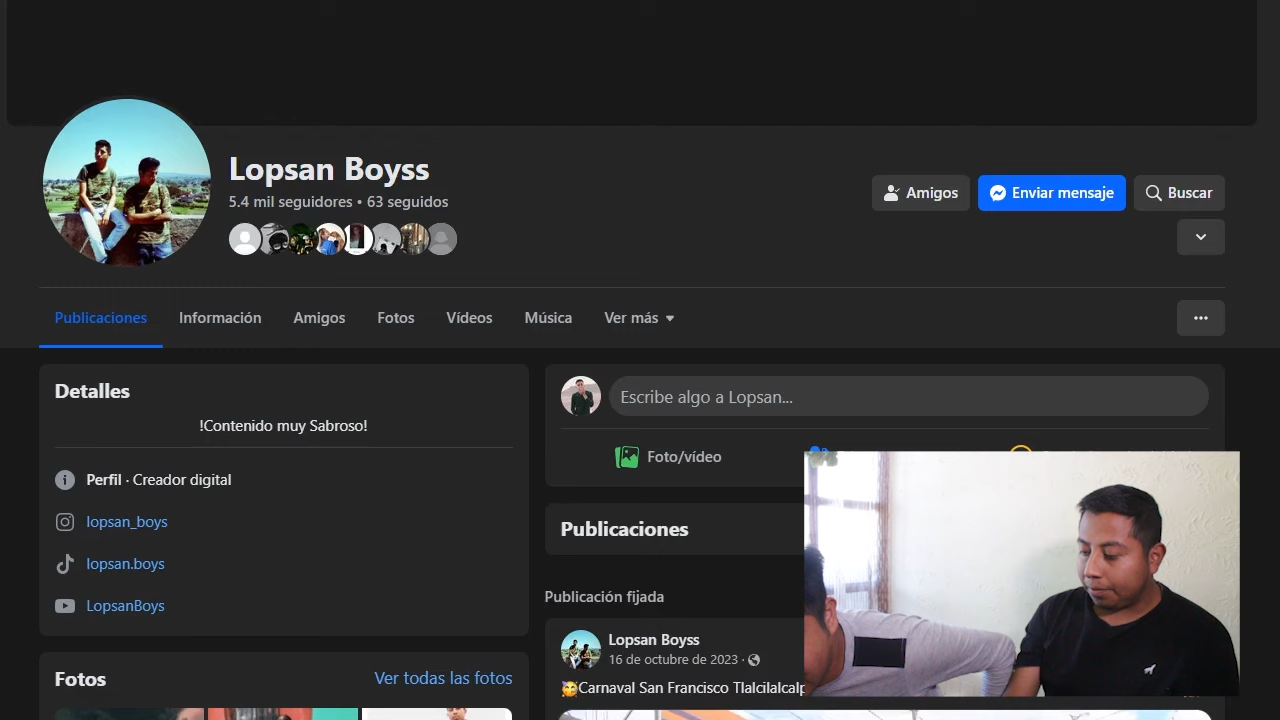 Lopsan Boyss
5.4 mil seguidores • 63 seguidos
Amigos
Enviar mensaje
Buscar
Publicaciones
Información
Amigos
Fotos
Vídeos
Música
Ver más
Detalles
!Contenido muy Sabroso!
Perfil · Creador digital
lopsan_boys
lopsan.boys
LopsanBoys
Fotos
Ver todas las fotos
Escribe algo a Lopsan...
Foto/vídeo
Publicaciones
Publicación fijada
Lopsan Boyss
16 de octubre de 2023 ·
🥳Carnaval San Francisco